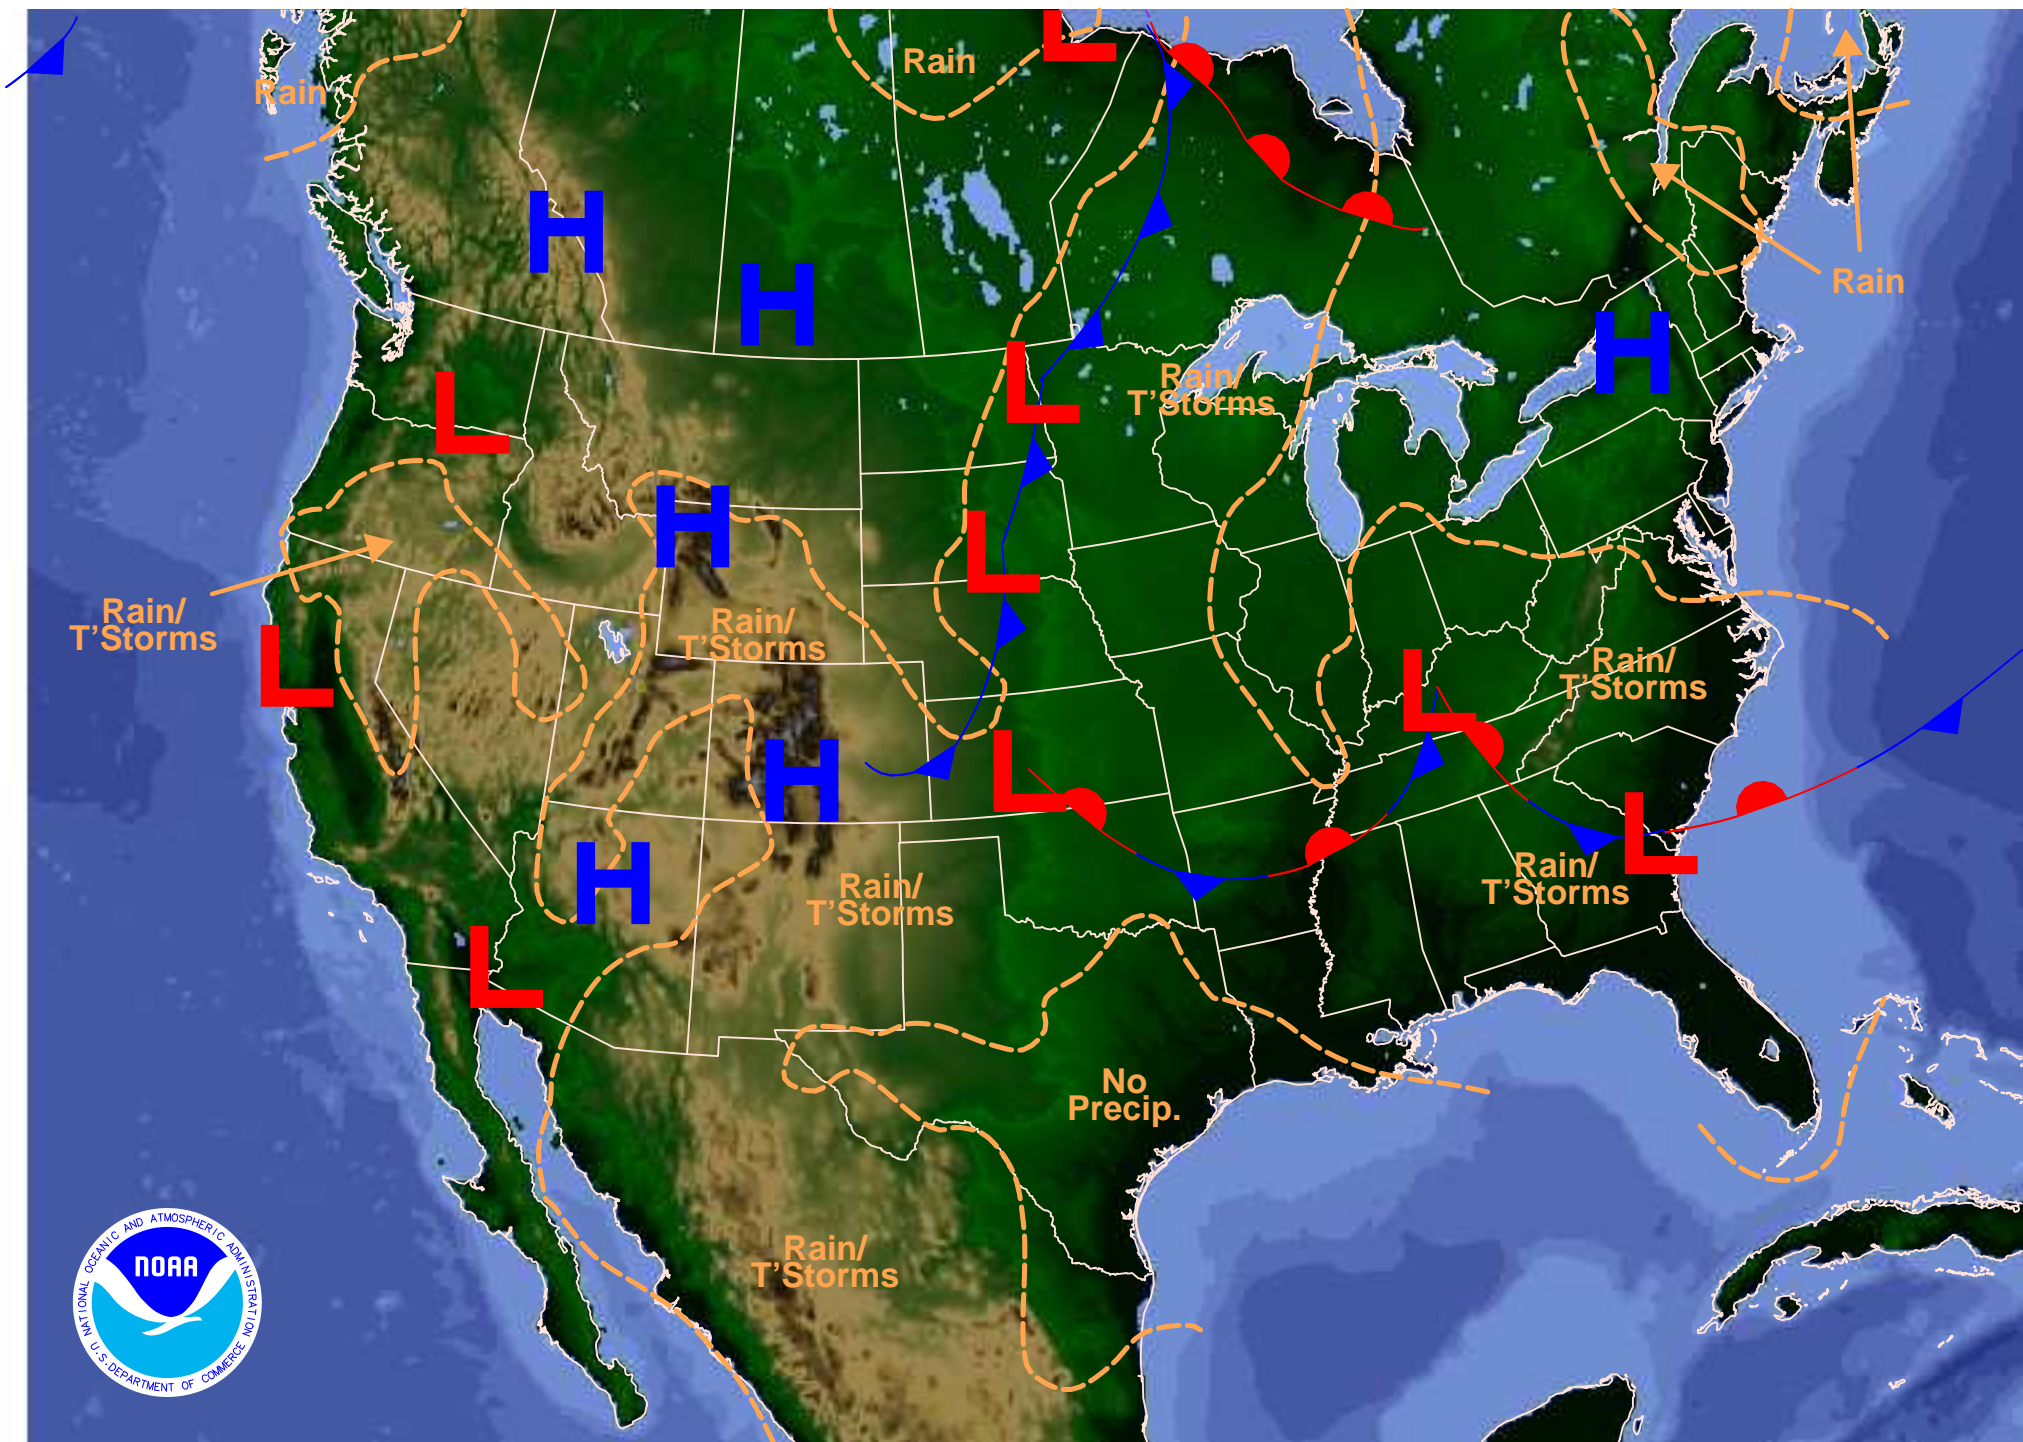 Rain
Rain
H
H
L
L
H
Rain/
T'Storms
Rain
H
L
H
L
Rain/
T'Storms
L
Rain/
T'Storms
L
Rain/
T'Storms
L
H
H
Rain/
T'Storms
L
Rain/
T'Storms
L
No
Precip.
Rain/
T'Storms
NATIONAL OCEANIC AND ATMOSPHERIC ADMINISTRATION
NOAA
U.S. DEPARTMENT OF COMMERCE